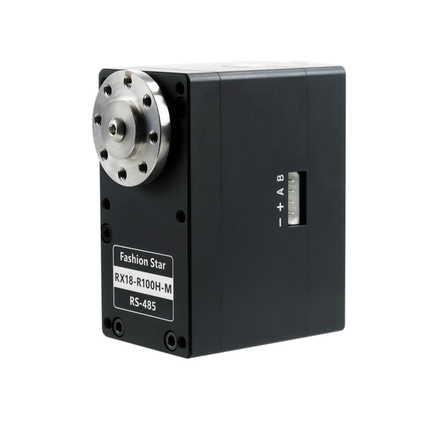 Fashion Star
RX18-R100H-M
RS-485
− + A B